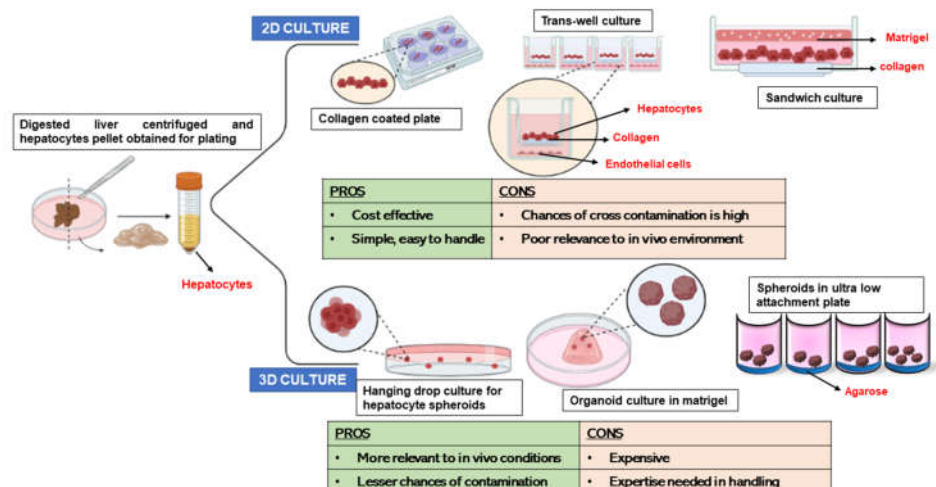 2D CULTURE
Trans-well culture
Matrigel
collagen
Sandwich culture
Digested liver centrifuged and
hepatocytes pellet obtained for plating
Collagen coated plate
Hepatocytes
Collagen
Endothelial cells
Hepatocytes
PROS CONS
• Cost effective • Chances of cross contamination is high
• Simple, easy to handle • Poor relevance to in vivo environment
Spheroids in ultra low
attachment plate
3D CULTURE
Hanging drop culture for
hepatocyte spheroids
Organoid culture in matrigel
Agarose
PROS CONS
• More relevant to in vivo conditions • Expensive
• Lesser chances of contamination • Expertise needed in handling